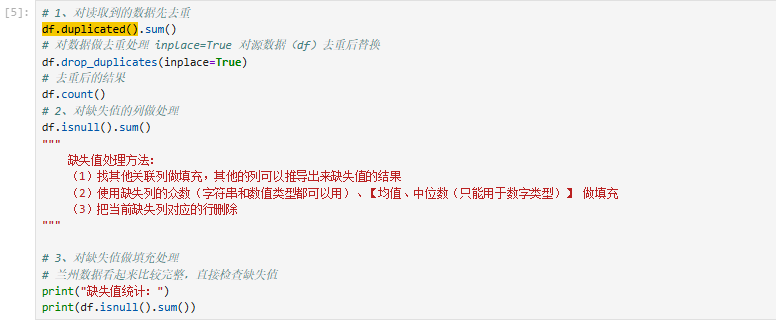 [5]:
# 1、对读取到的数据先去重
df.duplicated().sum()
# 对数据做去重处理 inplace=True 对源数据（df）去重后替换
df.drop_duplicates(inplace=True)
# 去重后的结果
df.count()
# 2、对缺失值的列做处理
df.isnull().sum()
"""
缺失值处理方法：
（1）找其他关联列做填充，其他的列可以推导出来缺失值的结果
（2）使用缺失列的众数（字符串和数值类型都可以用）、【均值、中位数（只能用于数字类型）】 做填充
（3）把当前缺失列对应的行删除
"""
# 3、对缺失值做填充处理
# 兰州数据看起来比较完整，直接检查缺失值
print("缺失值统计：")
print(df.isnull().sum())